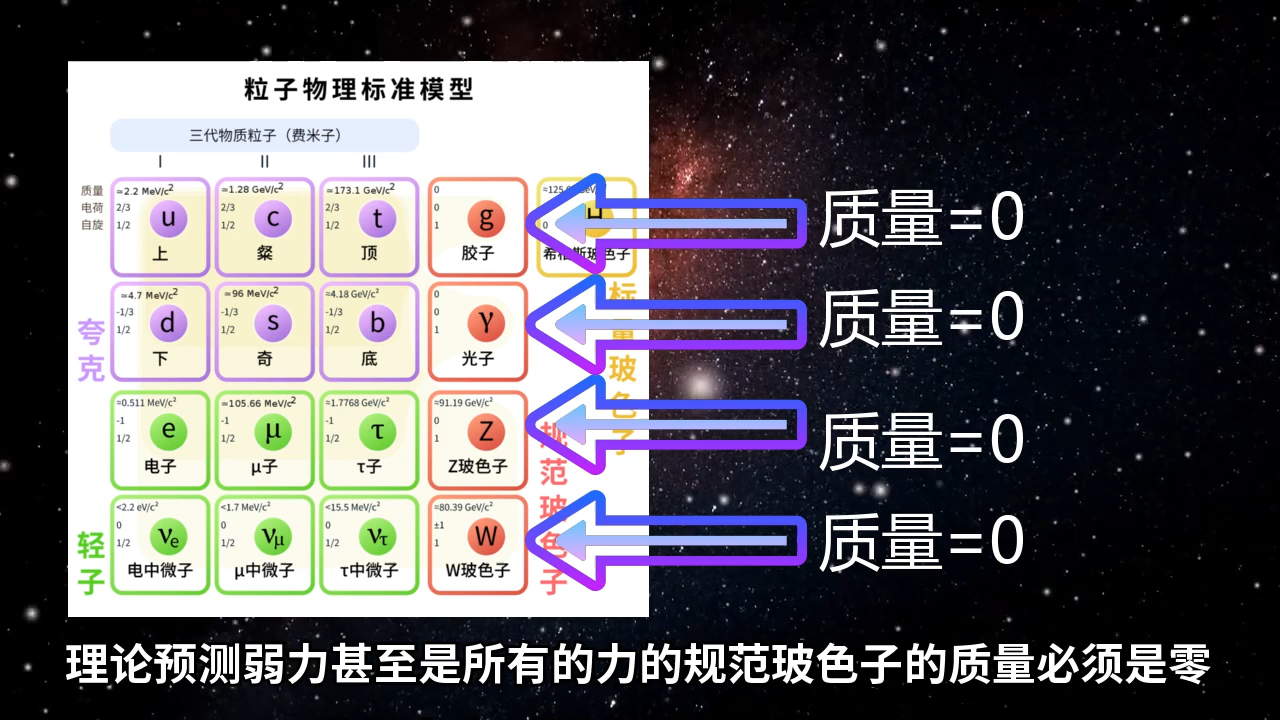 粒子物理标准模型
三代物质粒子（费米子）
I II III
质量 ≃2.2 MeV/c² ≃1.28 GeV/c² ≃173.1 GeV/c² 0
电荷 2/3 2/3 2/3 0 0
自旋 1/2 1/2 1/2 1
u c t g H
上 粲 顶 胶子 希格斯玻色子
≃4.7 MeV/c² ≃96 MeV/c² ≃4.18 GeV/c² 0
-1/3 -1/3 -1/3 0
1/2 1/2 1/2 1
d s b γ
下 奇 底 光子
夸克
标量玻色子
≃0.511 MeV/c² ≃105.66 MeV/c² ≃1.7768 GeV/c² ≃91.19 GeV/c²
-1 -1 -1 0
1/2 1/2 1/2 1
e μ τ Z
电子 μ子 τ子 Z玻色子
<2.2 eV/c² <1.7 MeV/c² <15.5 MeV/c² ≃80.39 GeV/c²
0 0 0 ±1
1/2 1/2 1/2 1
νe νμ ντ W
电中微子 μ中微子 τ中微子 W玻色子
轻子
规范玻色子
质量=0
质量=0
质量=0
质量=0
理论预测弱力甚至是所有的力的规范玻色子的质量必须是零